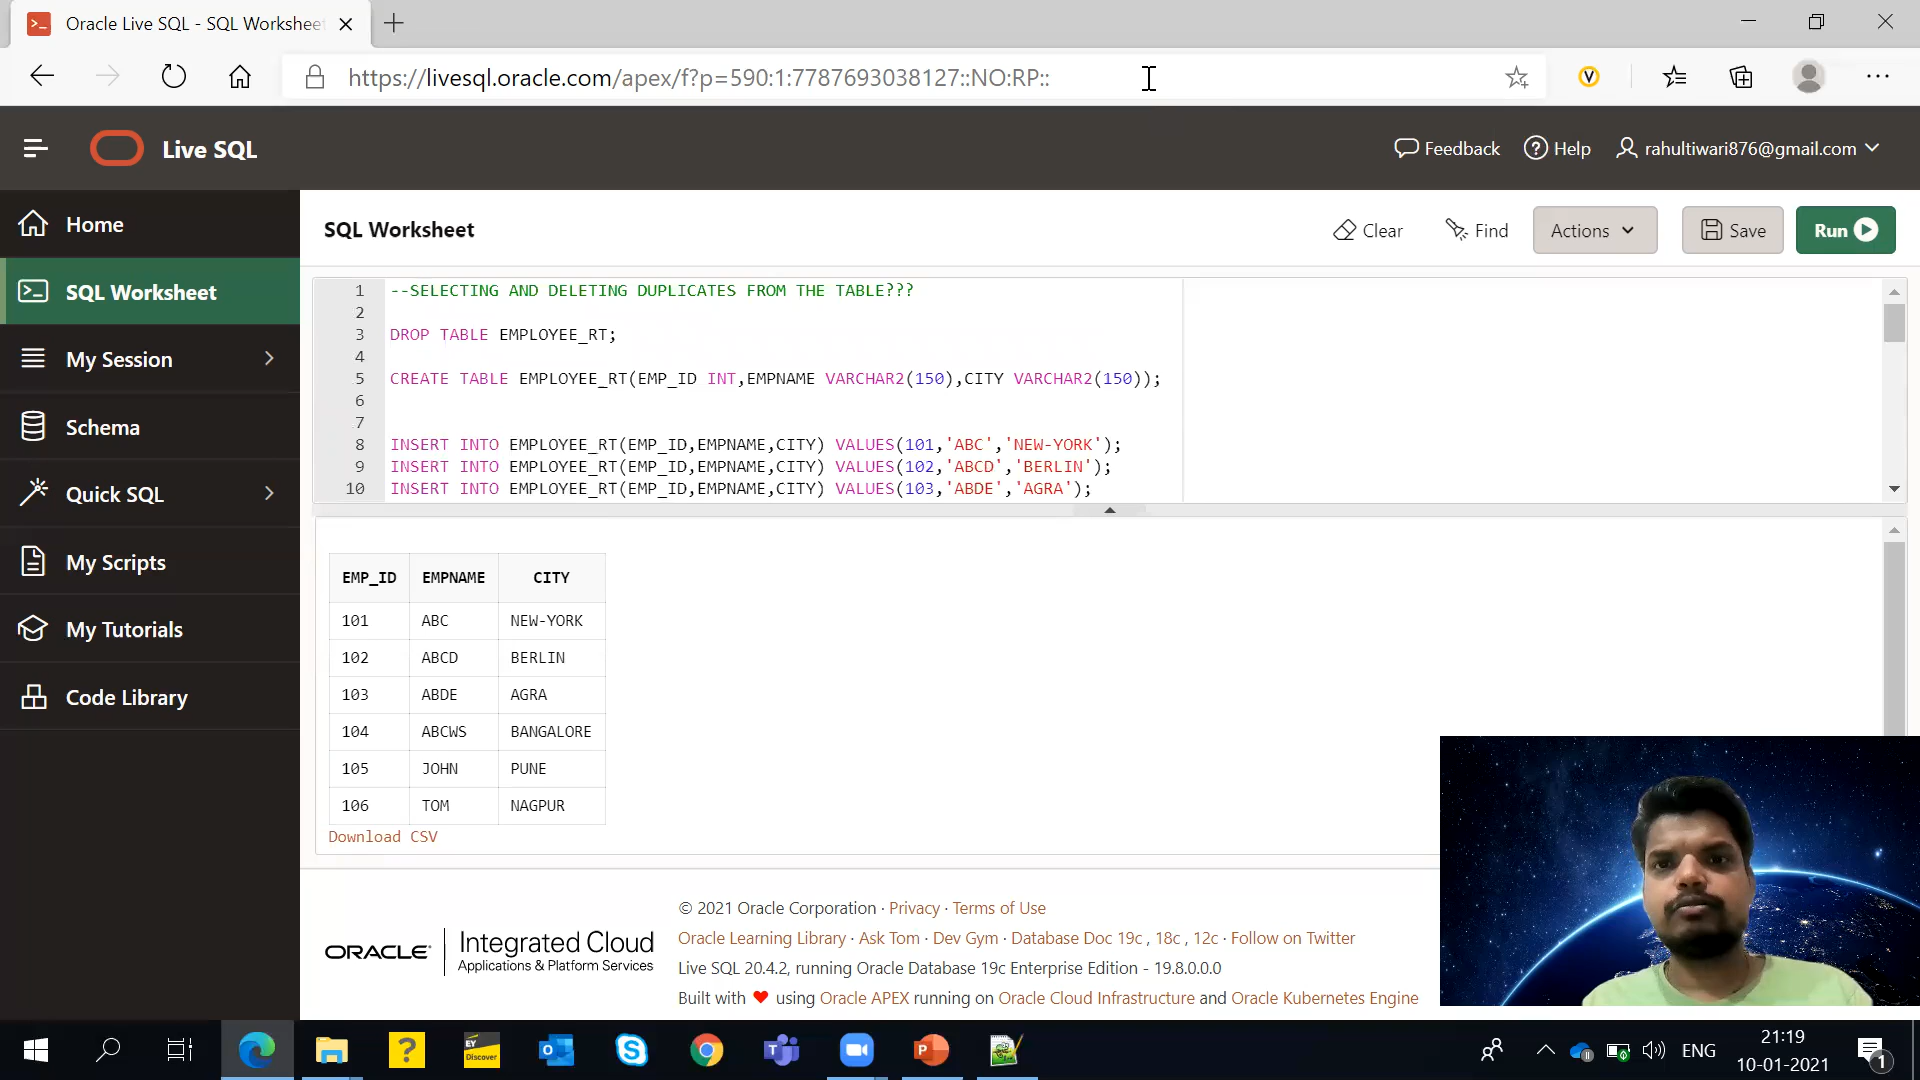 Oracle Live SQL - SQL Workshee
https://livesql.oracle.com/apex/f?p=590:1:7787693038127::NO:RP::
Live SQL
Feedback
Help
rahultiwari876@gmail.com
Home
SQL Worksheet
My Session
Schema
Quick SQL
My Scripts
My Tutorials
Code Library
SQL Worksheet
Clear
Find
Actions
Save
Run
1 --SELECTING AND DELETING DUPLICATES FROM THE TABLE???
2
3 DROP TABLE EMPLOYEE_RT;
4
5 CREATE TABLE EMPLOYEE_RT(EMP_ID INT,EMPNAME VARCHAR2(150),CITY VARCHAR2(150));
6
7
8 INSERT INTO EMPLOYEE_RT(EMP_ID,EMPNAME,CITY) VALUES(101,'ABC','NEW-YORK');
9 INSERT INTO EMPLOYEE_RT(EMP_ID,EMPNAME,CITY) VALUES(102,'ABCD','BERLIN');
10 INSERT INTO EMPLOYEE_RT(EMP_ID,EMPNAME,CITY) VALUES(103,'ABDE','AGRA');
EMP_ID EMPNAME CITY
101 ABC NEW-YORK
102 ABCD BERLIN
103 ABDE AGRA
104 ABCWS BANGALORE
105 JOHN PUNE
106 TOM NAGPUR
Download CSV
ORACLE
Integrated Cloud
Applications & Platform Services
© 2021 Oracle Corporation · Privacy · Terms of Use
Oracle Learning Library · Ask Tom · Dev Gym · Database Doc 19c , 18c , 12c · Follow on Twitter
Live SQL 20.4.2, running Oracle Database 19c Enterprise Edition - 19.8.0.0.0
Built with ❤ using Oracle APEX running on Oracle Cloud Infrastructure and Oracle Kubernetes Engine
EY
Discover
ENG
21:19
10-01-2021
1